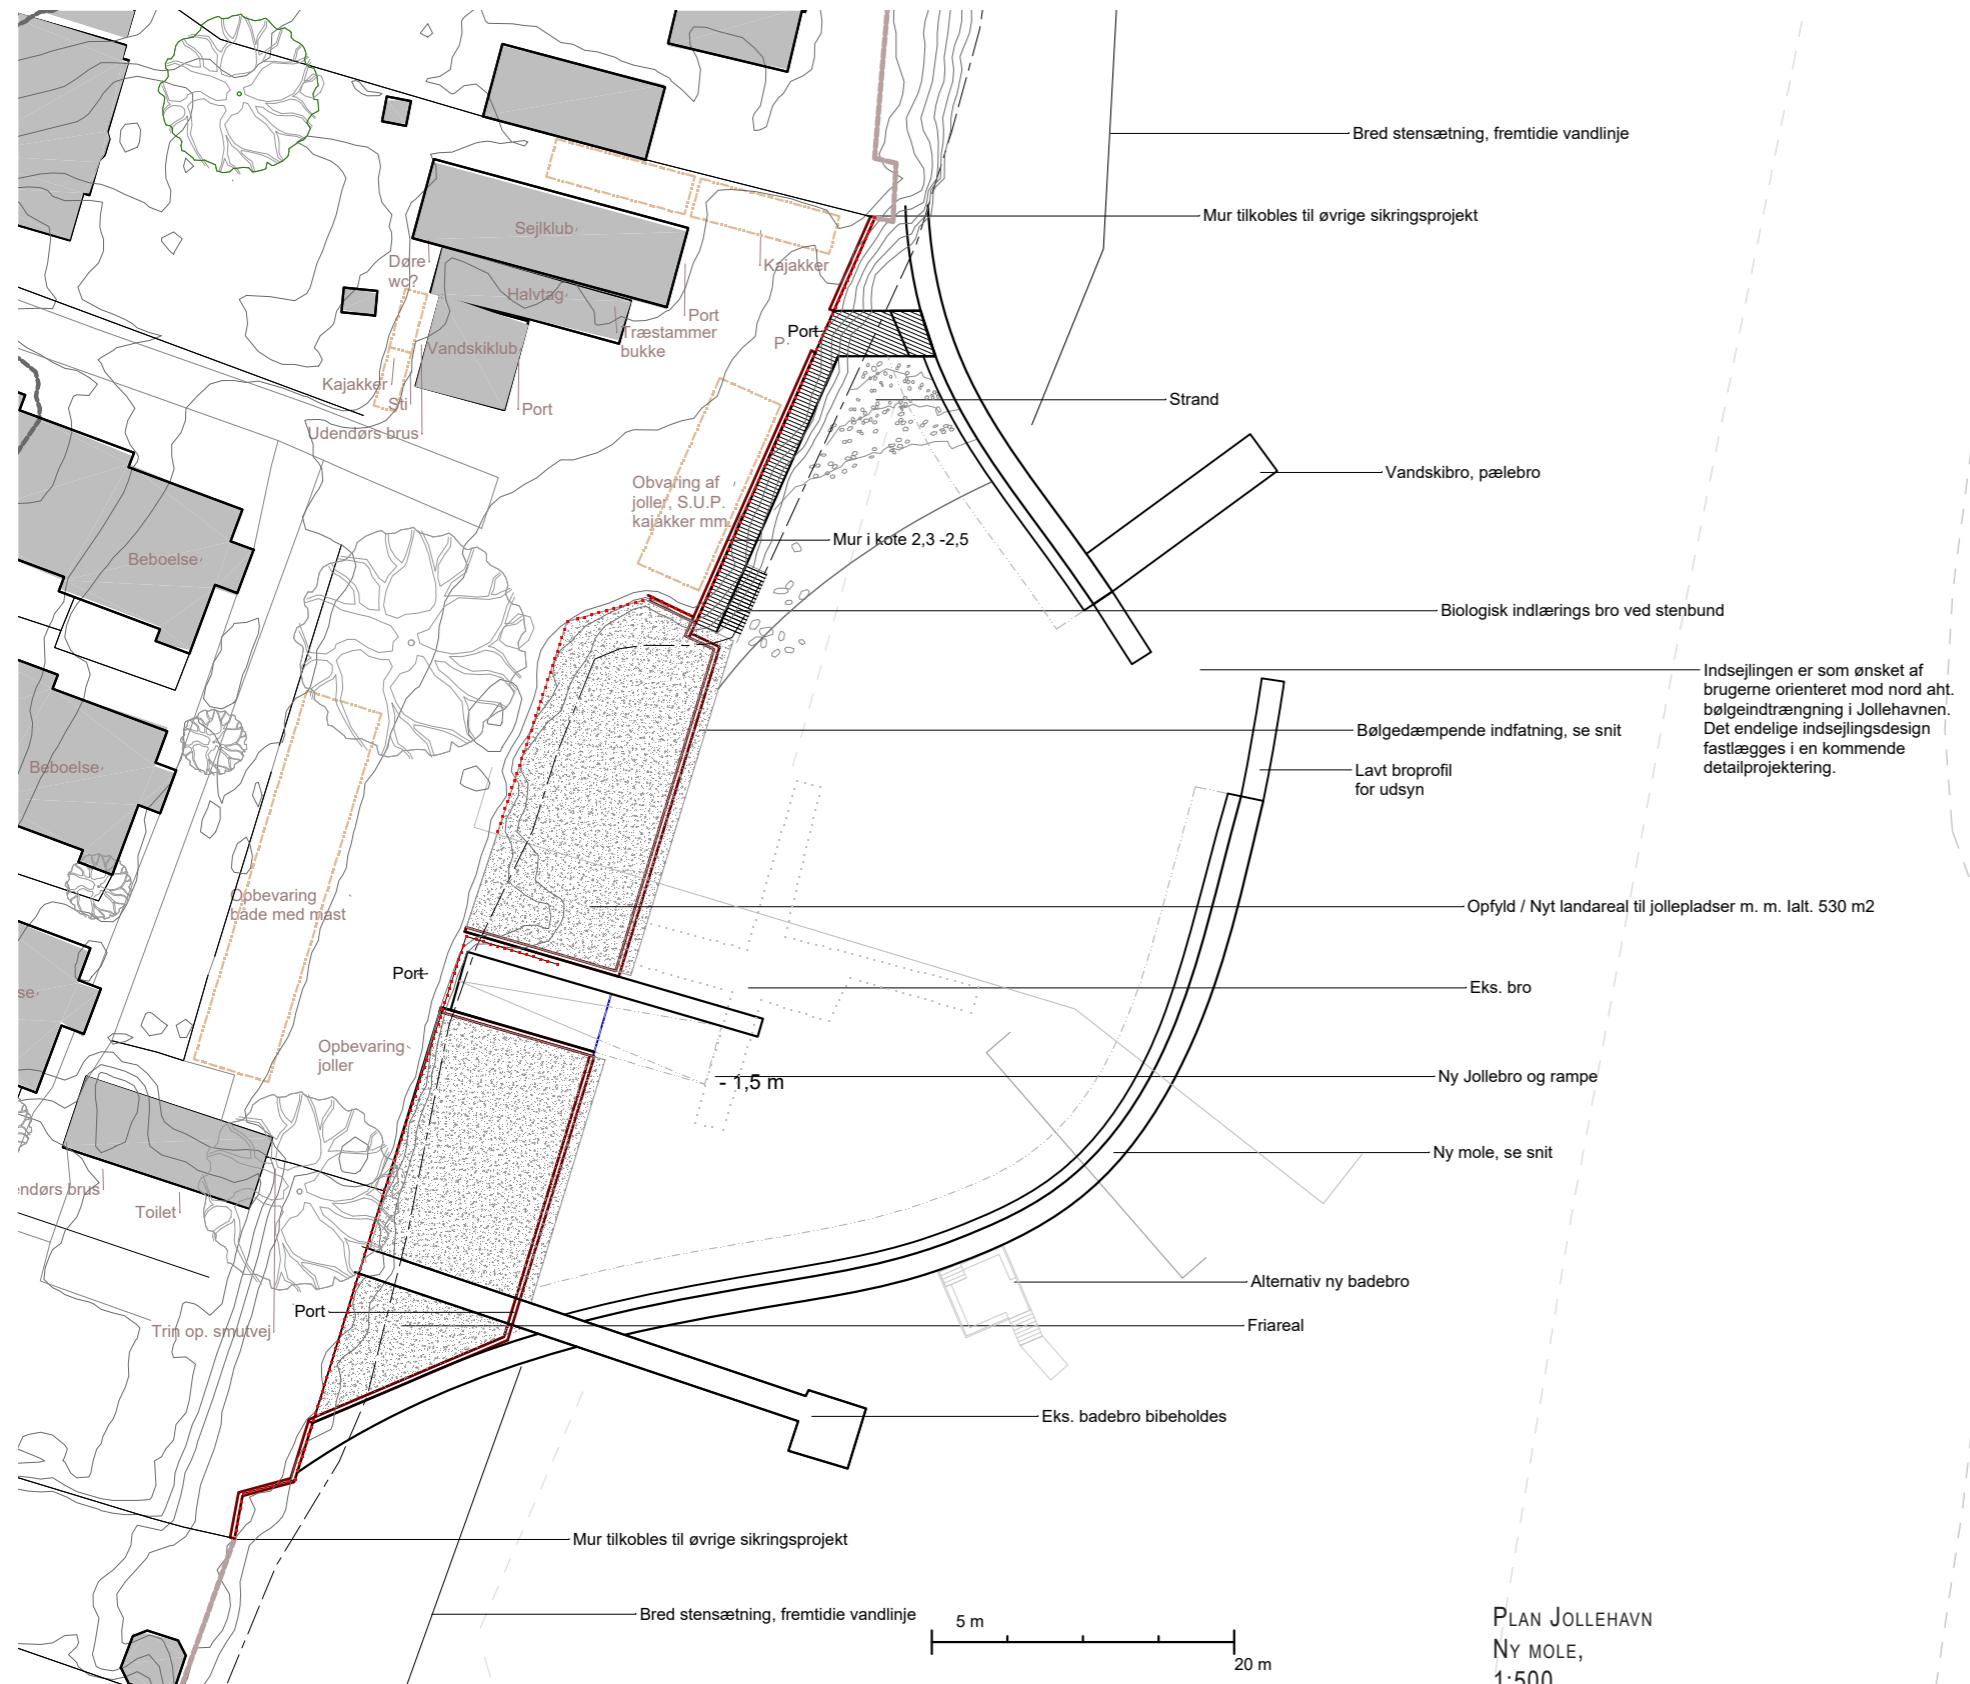 Bred stensætning, fremtidie vandlinje
Mur tilkobles til øvrige sikringsprojekt
Sejlklub
Døre
wc?
Kajakker
Halvtag
Port
Træstammer
bukke
Port
P
Vandskiklub
Kajakker
Sti
Port
Udendørs brus
Strand
Vandskibro, pælebro
Obvaring af
joller, S.U.P.
kajakker mm
Mur i kote 2,3 -2,5
Beboelse
Biologisk indlærings bro ved stenbund
Indsejlingen er som ønsket af
brugerne orienteret mod nord aht.
bølgeindtrængning i Jollehavnen.
Det endelige indsejlingsdesign
fastlægges i en kommende
detailprojektering.
Bølgedæmpende indfatning, se snit
Beboelse
Lavt broprofil
for udsyn
Opbevaring
både med mast
Opfyld / Nyt landareal til jollepladser m. m. Ialt. 530 m2
Port
se
Eks. bro
Opbevaring
joller
- 1,5 m
Ny Jollebro og rampe
Ny mole, se snit
endørs brus
Toilet
Alternativ ny badebro
Port
Friareal
Trin op. smutvej
Eks. badebro bibeholdes
Mur tilkobles til øvrige sikringsprojekt
Bred stensætning, fremtidie vandlinje
5 m
20 m
PLAN JOLLEHAVN
NY MOLE,
1:500